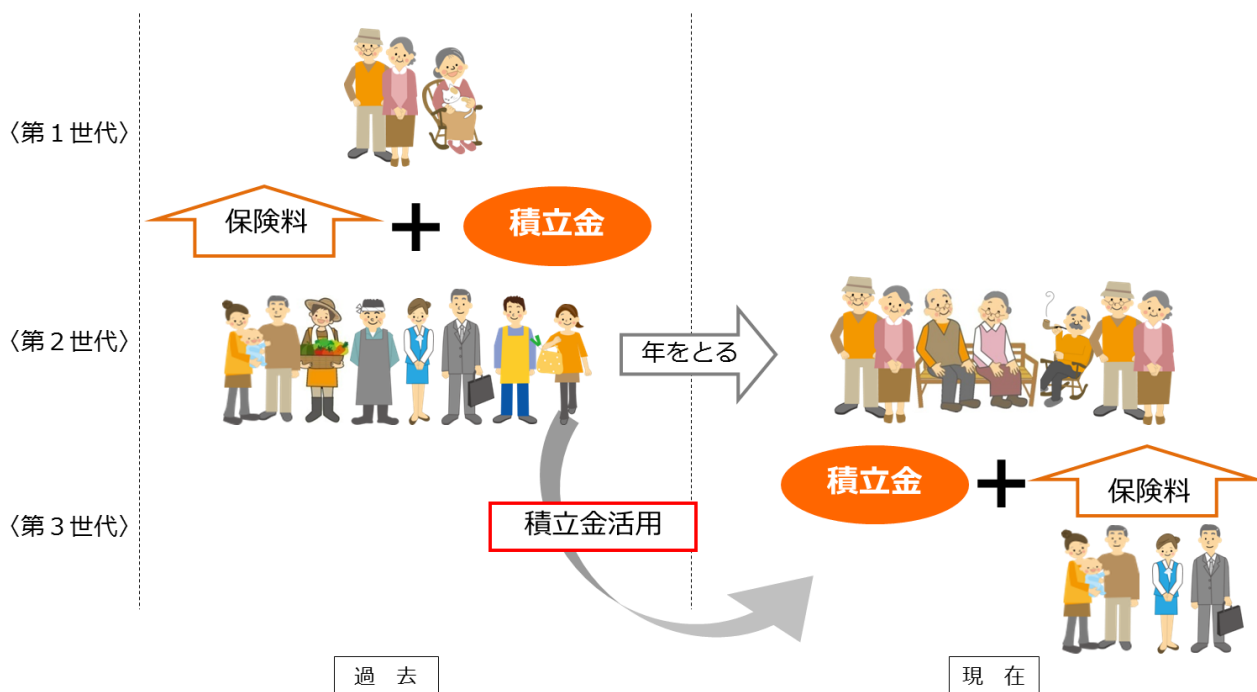 〈第１世代〉
保険料
＋
積立金
〈第２世代〉
年をとる
積立金
＋
保険料
〈第３世代〉
積立金活用
過 去
現 在